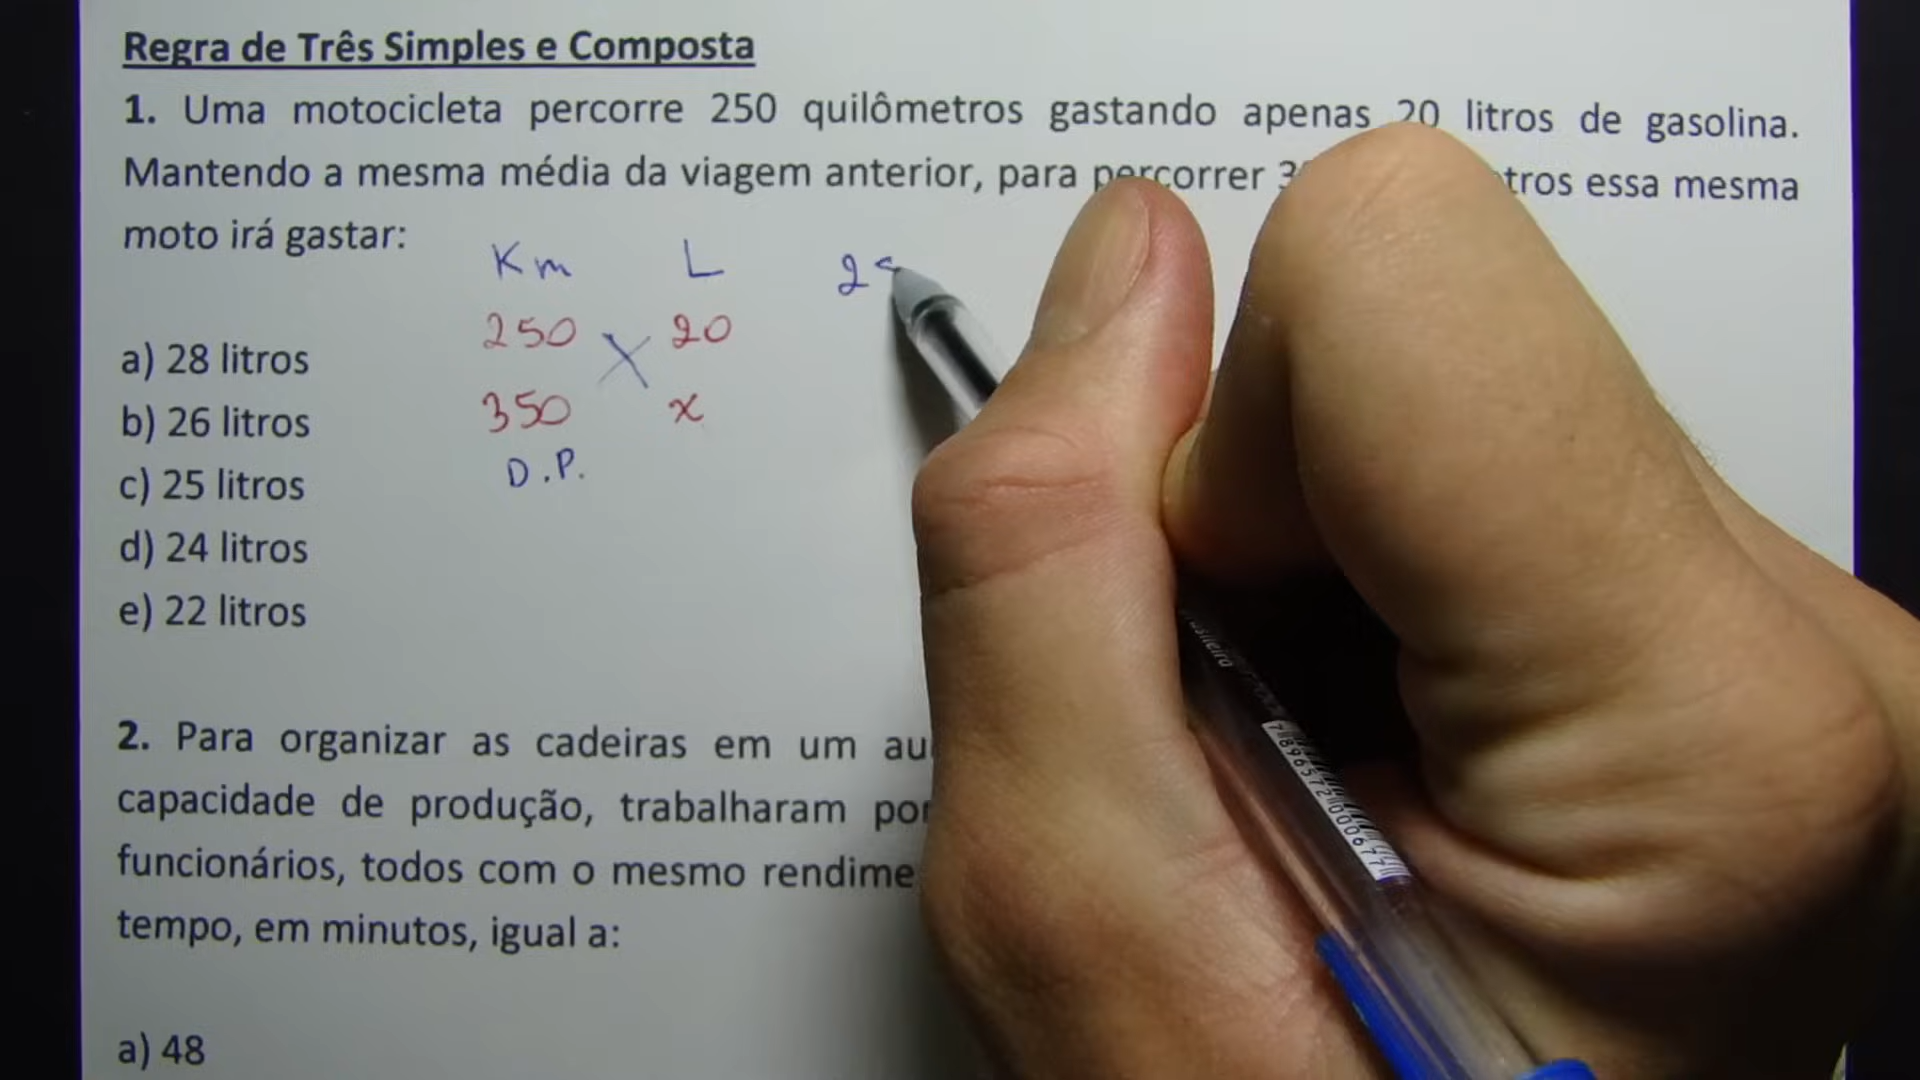 Regra de Três Simples e Composta
1. Uma motocicleta percorre 250 quilômetros gastando apenas 20 litros de gasolina.
Mantendo a mesma média da viagem anterior, para percorrer essa mesma
moto irá gastar:
Km L
250 20
350 x
D.P.
a) 28 litros
b) 26 litros
c) 25 litros
d) 24 litros
e) 22 litros
2. Para organizar as cadeiras em um
capacidade de produção, trabalharam
funcionários, todos com o mesmo
tempo, em minutos, igual a:
a) 48